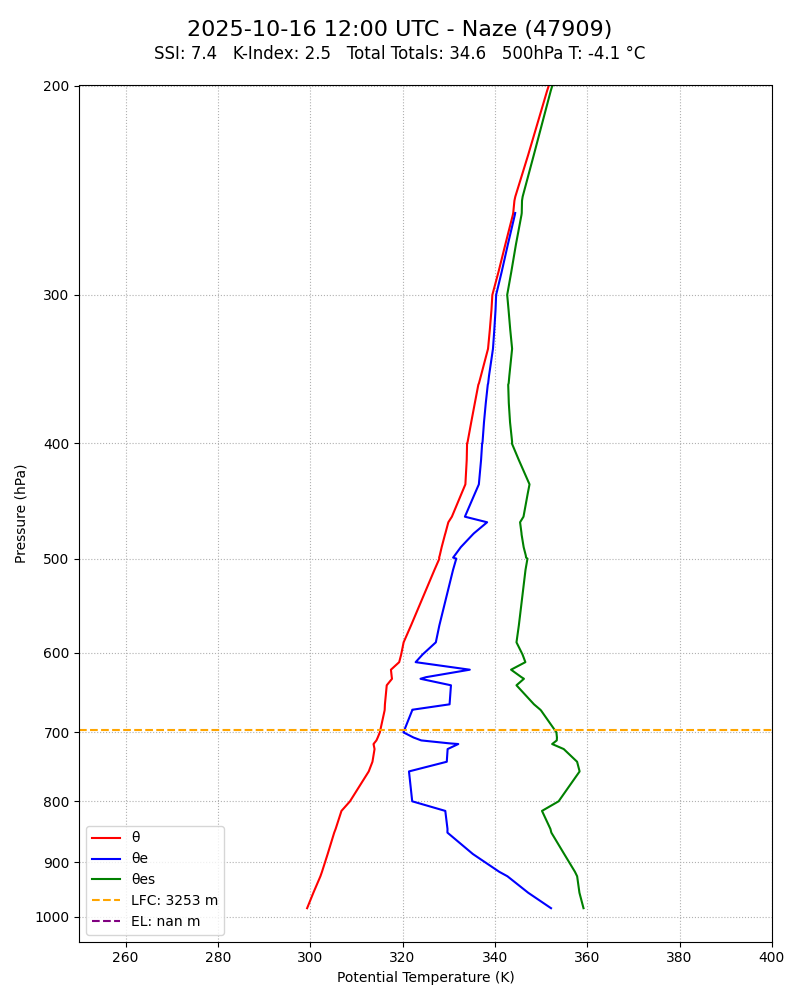 2025-10-16 12:00 UTC - Naze (47909)
SSI: 7.4   K-Index: 2.5   Total Totals: 34.6   500hPa T: -4.1 °C
200
300
400
500
600
700
800
900
1000
Pressure (hPa)
θ
θe
θes
LFC: 3253 m
EL: nan m
260 280 300 320 340 360 380 400
Potential Temperature (K)